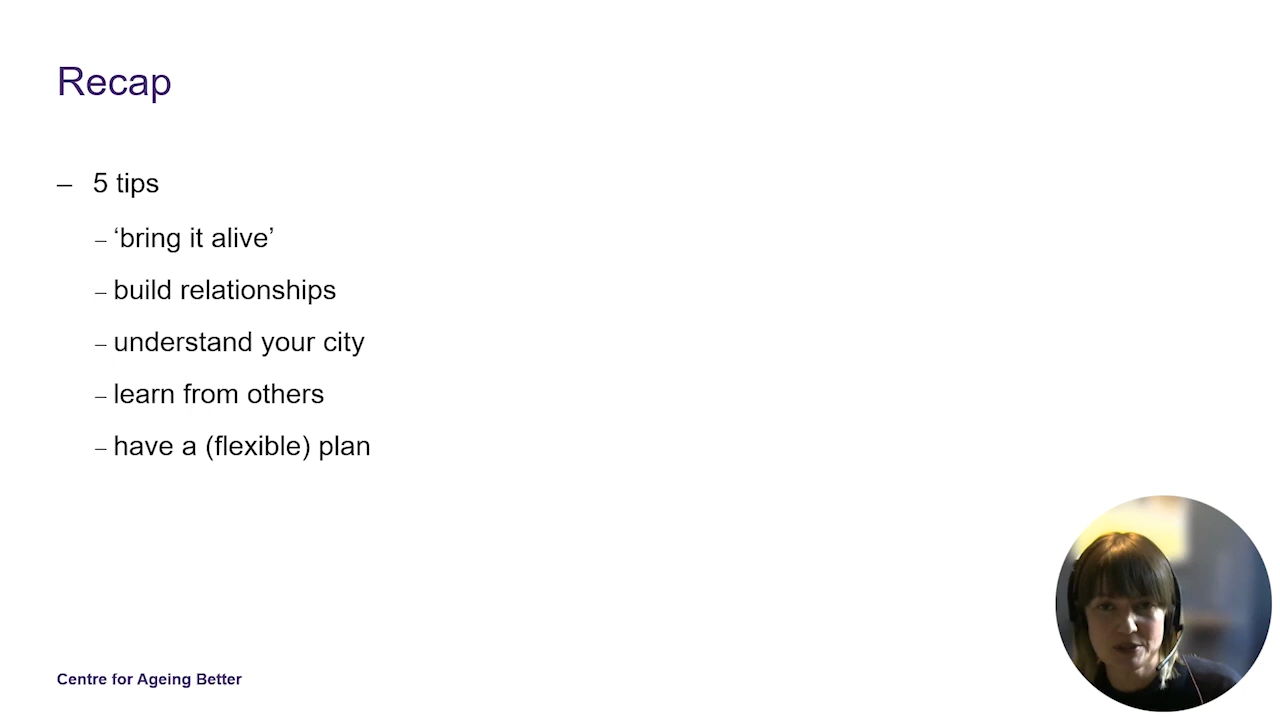 Recap
– 5 tips
– ‘bring it alive’
– build relationships
– understand your city
– learn from others
– have a (flexible) plan
Centre for Ageing Better